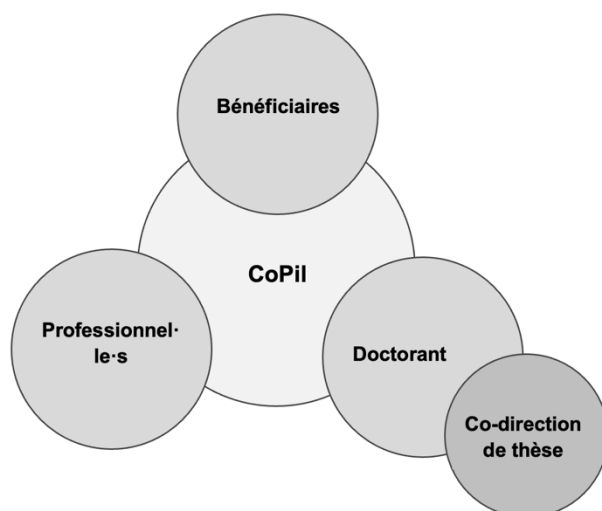 Bénéficiaires
CoPil
Professionnel·
le·s
Doctorant
Co-direction
de thèse